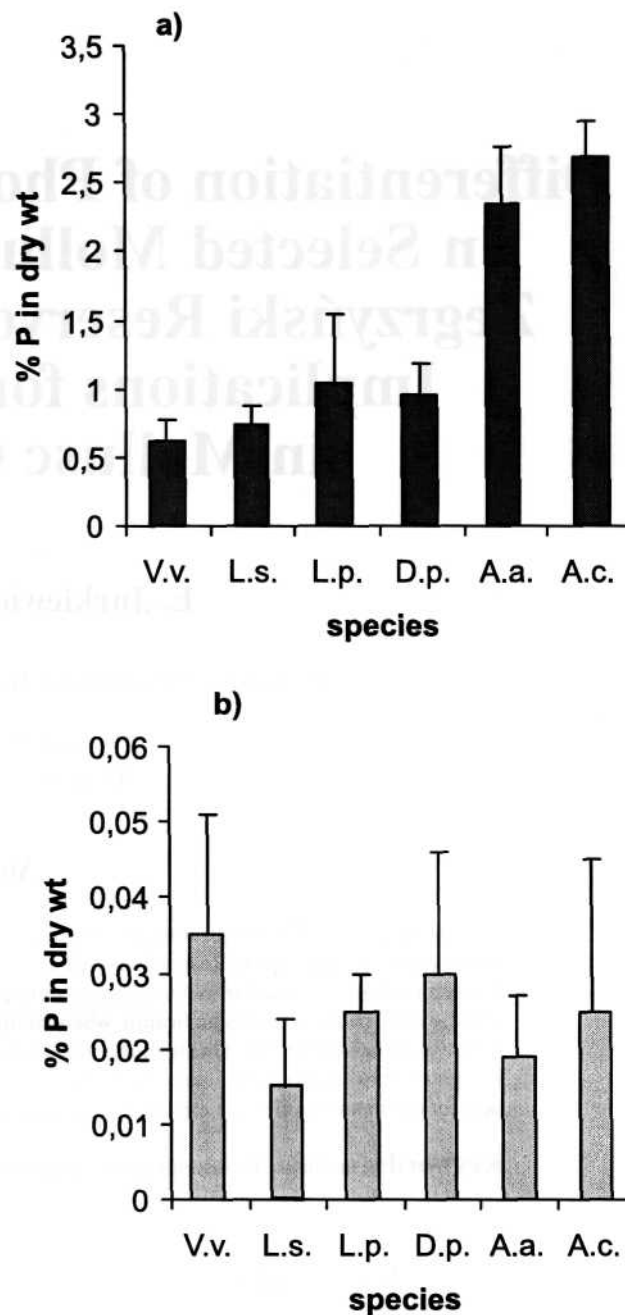 a)
3,5
3
2,5
2
1,5
1
0,5
0
% P in dry wt
V.v. L.s. L.p. D.p. A.a. A.c.
species
b)
0,06
0,05
0,04
0,03
0,02
0,01
0
% P in dry wt
V.v. L.s. L.p. D.p. A.a. A.c.
species